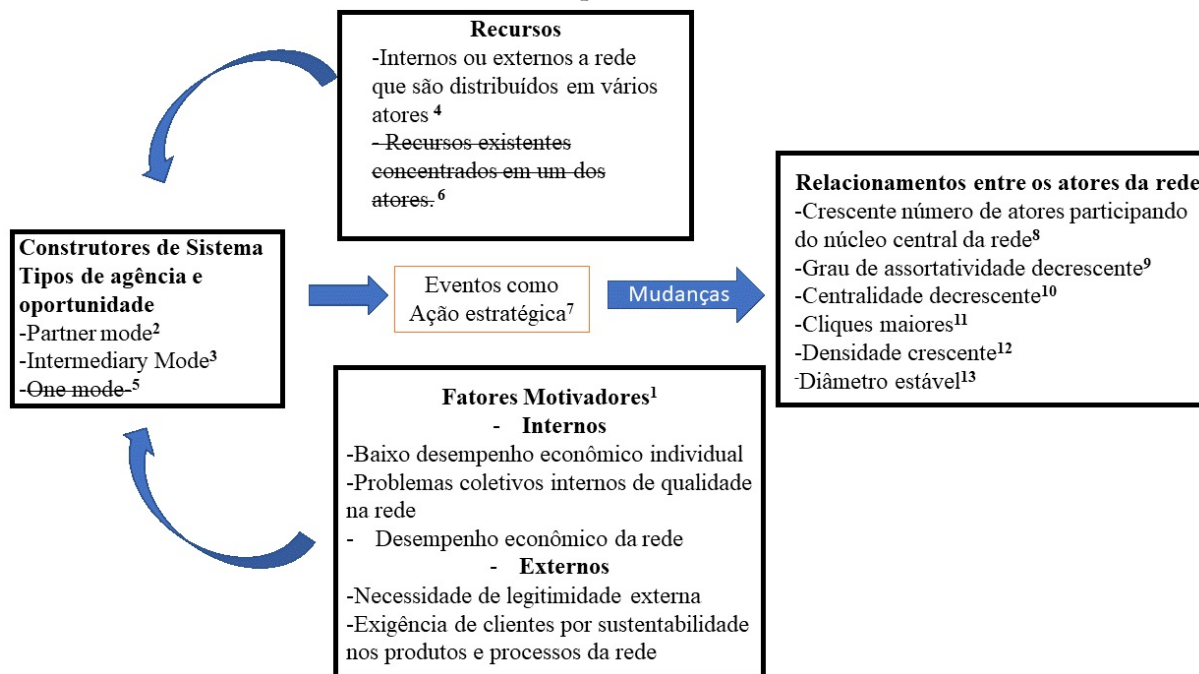 Recursos
-Internos ou externos a rede
que são distribuídos em vários
atores ⁴
- Recursos existentes
concentrados em um dos
atores. ⁶
Construtores de Sistema
Tipos de agência e
oportunidade
-Partner mode²
-Intermediary Mode³
-One mode-⁵
Eventos como
Ação estratégica⁷
Mudanças
Relacionamentos entre os atores da rede
-Crescente número de atores participando
do núcleo central da rede⁸
-Grau de assortatividade decrescente⁹
-Centralidade decrescente¹⁰
-Cliques maiores¹¹
-Densidade crescente¹²
-Diâmetro estável¹³
Fatores Motivadores¹
- Internos
-Baixo desempenho econômico individual
-Problemas coletivos internos de qualidade
na rede
- Desempenho econômico da rede
- Externos
-Necessidade de legitimidade externa
-Exigência de clientes por sustentabilidade
nos produtos e processos da rede